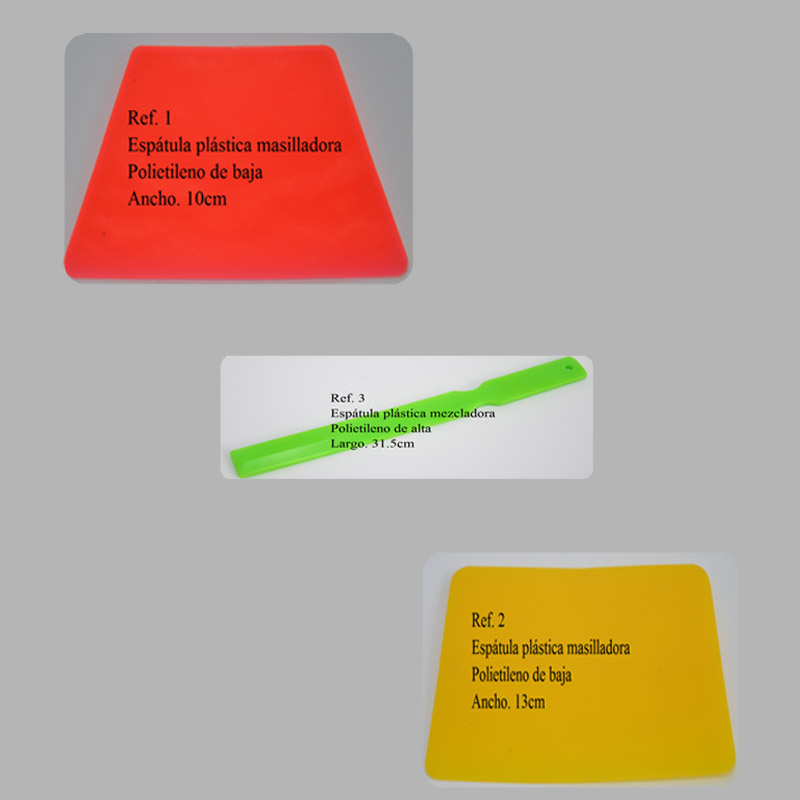 Ref. 1
Espátula plástica masilladora
Polietileno de baja
Ancho. 10cm
Ref. 3
Espátula plástica mezcladora
Polietileno de alta
Largo. 31.5cm
Ref. 2
Espátula plástica masilladora
Polietileno de baja
Ancho. 13cm